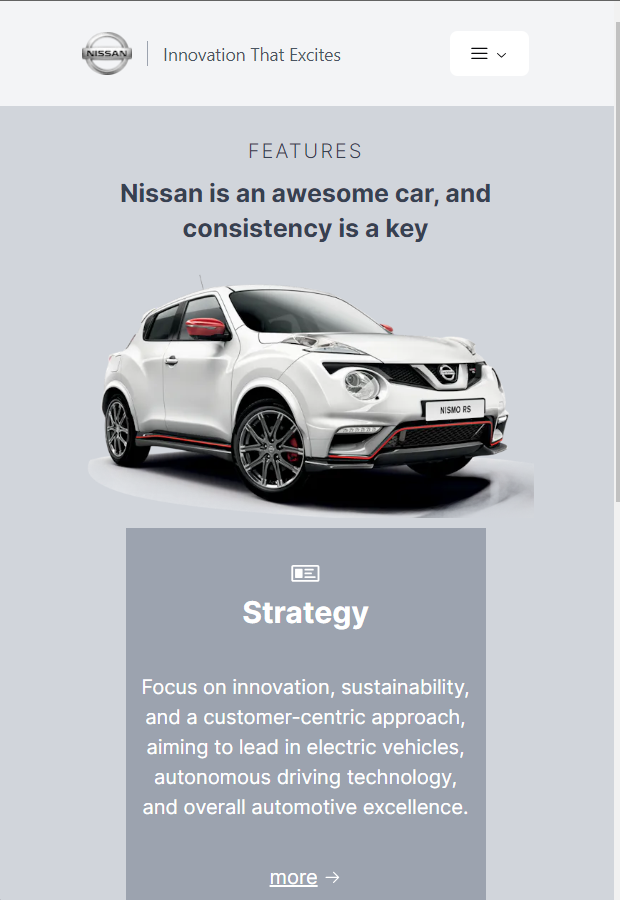 NISSAN
Innovation That Excites
FEATURES
Nissan is an awesome car, and
consistency is a key
NISMO RS
Strategy
Focus on innovation, sustainability,
and a customer-centric approach,
aiming to lead in electric vehicles,
autonomous driving technology,
and overall automotive excellence.
more →